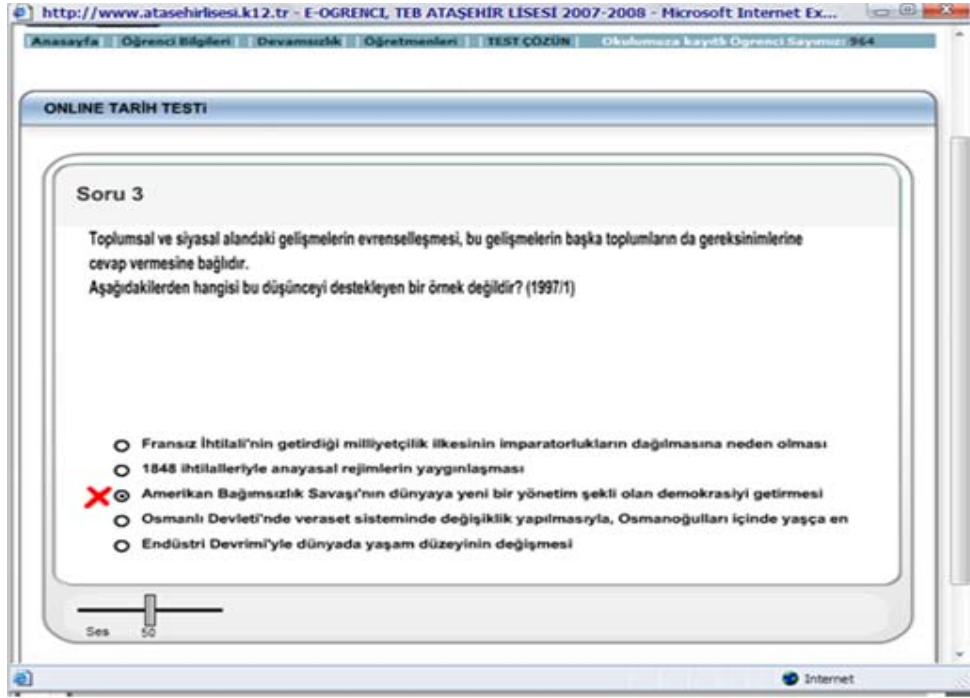 http://www.atasehirlisesi.k12.tr - E-OGRENCI, TEB ATAŞEHİR LİSESİ 2007-2008 - Microsoft Internet Ex...
Anasayfa | Öğrenci Bilgileri | Devamsızlık | Öğretmenleri | TEST ÇÖZÜN | Okulumuza kayıtlı Ögrenci Sayımız: 964
ONLINE TARİH TESTi
Soru 3
Toplumsal ve siyasal alandaki gelişmelerin evrenselleşmesi, bu gelişmelerin başka toplumların da gereksinimlerine
cevap vermesine bağlıdır.
Aşağıdakilerden hangisi bu düşünceyi destekleyen bir örnek değildir? (1997/1)
Fransız İhtilali'nin getirdiği milliyetçilik ilkesinin imparatorlukların dağılmasına neden olması
1848 ihtilalleriyle anayasal rejimlerin yaygınlaşması
Amerikan Bağımsızlık Savaşı'nın dünyaya yeni bir yönetim şekli olan demokrasiyi getirmesi
Osmanlı Devleti'nde veraset sisteminde değişiklik yapılmasıyla, Osmanoğulları içinde yaşça en
Endüstri Devrimi'yle dünyada yaşam düzeyinin değişmesi
Ses 50
Internet